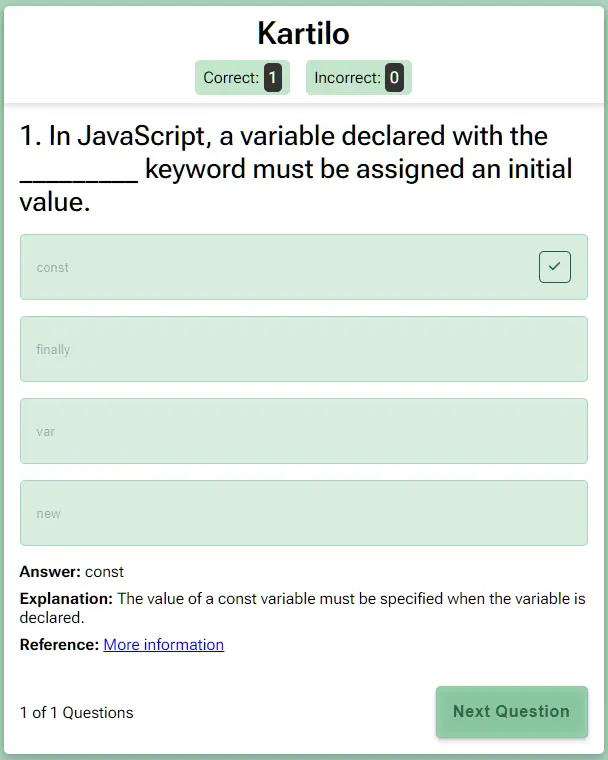 Kartilo
Correct: 1
Incorrect: 0
1. In JavaScript, a variable declared with the
_________ keyword must be assigned an initial
value.
const
finally
var
new
Answer: const
Explanation: The value of a const variable must be specified when the variable is
declared.
Reference: More information
1 of 1 Questions
Next Question